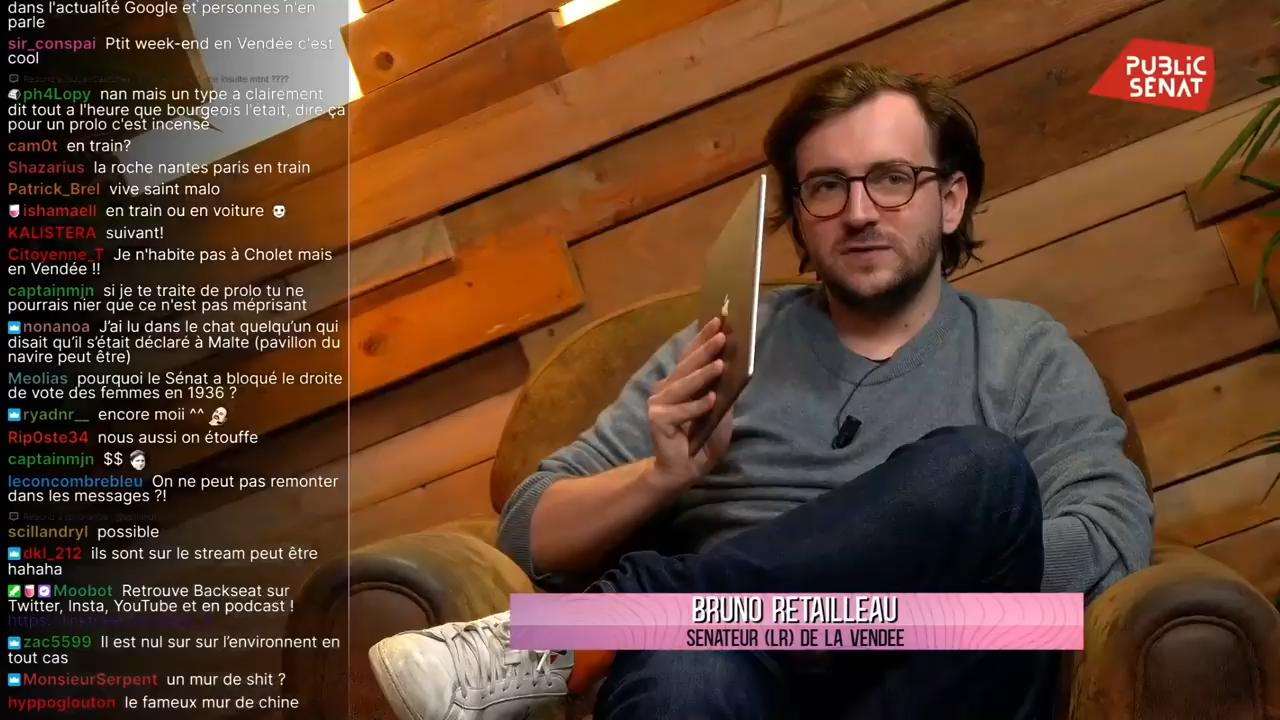 dans l'actualité Google et personnes n'en
parle
sir_conspai Ptit week-end en Vendée c'est
cool
ph4Lopy nan mais un type a clairement
dit tout a l'heure que bourgeois l'était, dire ça
pour un prolo c'est incensé
cam0t en train?
Shazarius la roche nantes paris en train
Patrick_Brel vive saint malo
ishamaell en train ou en voiture
KALISTERA suivant!
Citoyenne_T Je n'habite pas à Cholet mais
en Vendée !!
captainmjn si je te traite de prolo tu ne
pourrais nier que ce n'est pas méprisant
nonanoa J'ai lu dans le chat quelqu'un qui
disait qu'il s'était déclaré à Malte (pavillon du
navire peut être)
Meolias pourquoi le Sénat a bloqué le droite
de vote des femmes en 1936 ?
ryadnr__ encore moii ^^
Rip0ste34 nous aussi on étouffe
captainmjn $$
leconcombrebleu On ne peut pas remonter
dans les messages ?!
scillandryl possible
dkl_212 ils sont sur le stream peut être
hahaha
Moobot Retrouve Backseat sur
Twitter, Insta, YouTube et en podcast !
zac5599 Il est nul sur sur l'environnent en
tout cas
MonsieurSerpent un mur de shit ?
hyppoglouton le fameux mur de chine
PUBLIC
SÉNAT
BRUNO RETAILLEAU
SENATEUR (LR) DE LA VENDEE